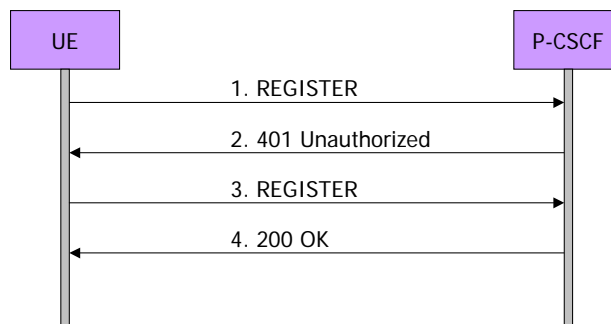 UE
P-CSCF
1. REGISTER
2. 401 Unauthorized
3. REGISTER
4. 200 OK